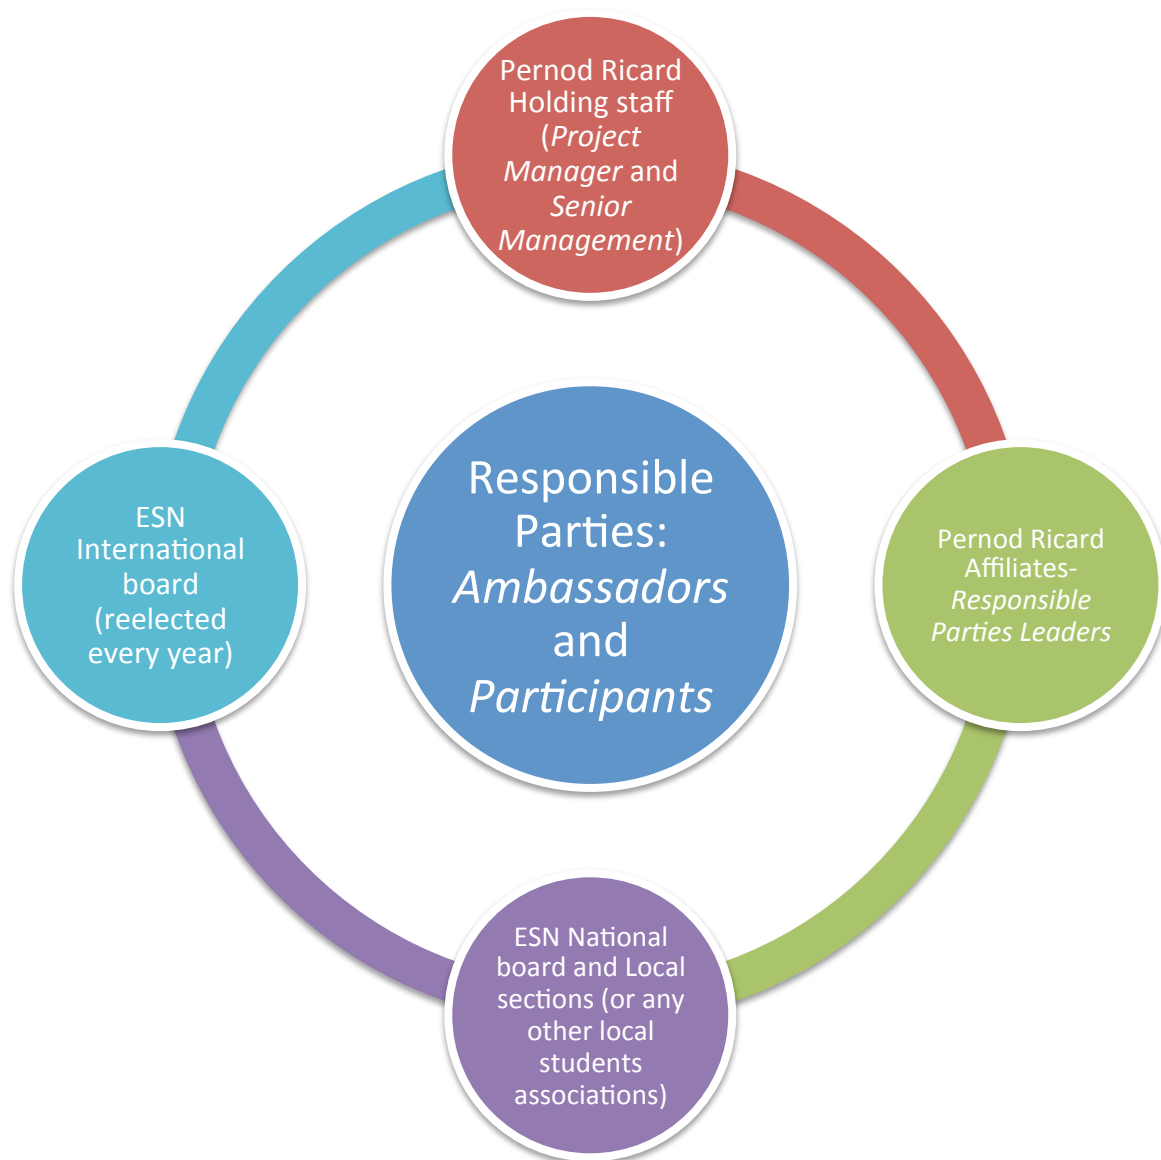 Pernod Ricard
Holding staff
(Project
Manager and
Senior
Management)
ESN
International
board
(reelected
every year)
Responsible
Parties:
Ambassadors
and
Participants
Pernod Ricard
Affiliates-
Responsible
Parties Leaders
ESN National
board and Local
sections (or any
other local
students
associations)